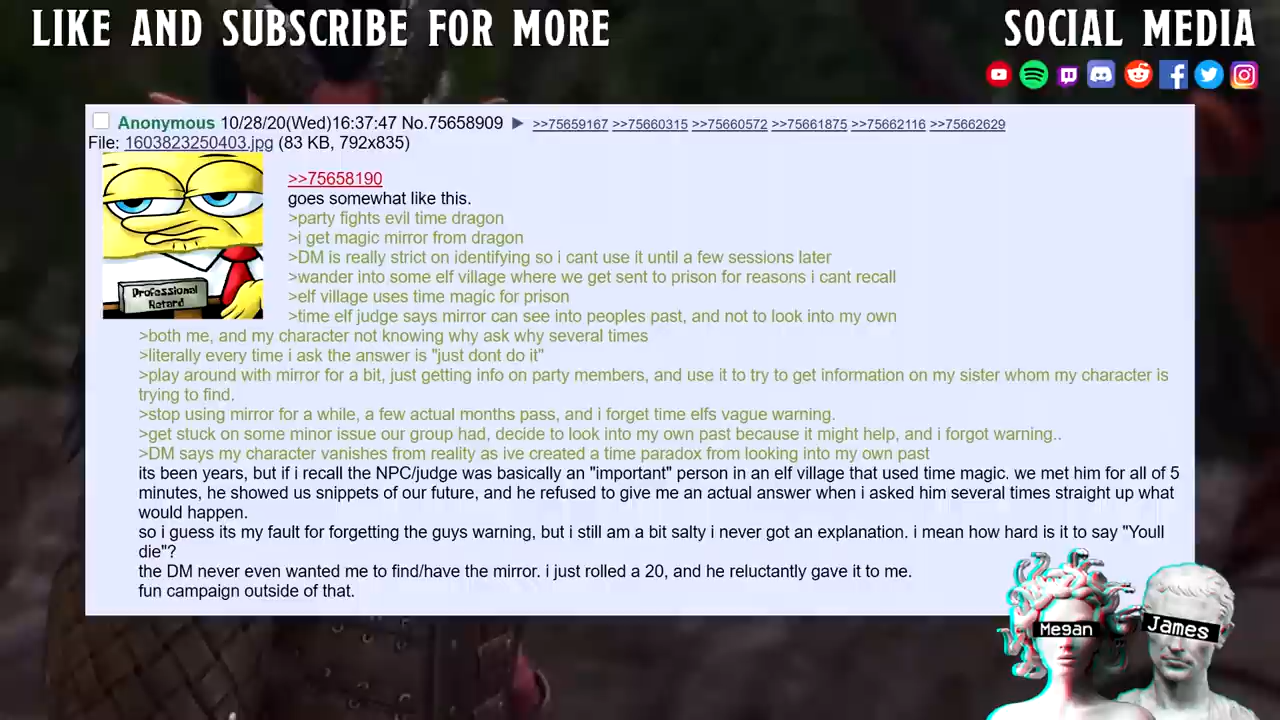 LIKE AND SUBSCRIBE FOR MORE
SOCIAL MEDIA
Anonymous 10/28/20(Wed)16:37:47 No.75658909 ▶ >>75659167 >>75660315 >>75660572 >>75661875 >>75662116 >>75662629
File: 1603823250403.jpg (83 KB, 792x835)
Professional
Retard
>>75658190
goes somewhat like this.
>party fights evil time dragon
>i get magic mirror from dragon
>DM is really strict on identifying so i cant use it until a few sessions later
>wander into some elf village where we get sent to prison for reasons i cant recall
>elf village uses time magic for prison
>time elf judge says mirror can see into peoples past, and not to look into my own
>both me, and my character not knowing why ask why several times
>literally every time i ask the answer is "just dont do it"
>play around with mirror for a bit, just getting info on party members, and use it to try to get information on my sister whom my character is
trying to find.
>stop using mirror for a while, a few actual months pass, and i forget time elfs vague warning.
>get stuck on some minor issue our group had, decide to look into my own past because it might help, and i forgot warning..
>DM says my character vanishes from reality as ive created a time paradox from looking into my own past
its been years, but if i recall the NPC/judge was basically an "important" person in an elf village that used time magic. we met him for all of 5
minutes, he showed us snippets of our future, and he refused to give me an actual answer when i asked him several times straight up what
would happen.
so i guess its my fault for forgetting the guys warning, but i still am a bit salty i never got an explanation. i mean how hard is it to say "Youll
die"?
the DM never even wanted me to find/have the mirror. i just rolled a 20, and he reluctantly gave it to me.
fun campaign outside of that.
Megan
James